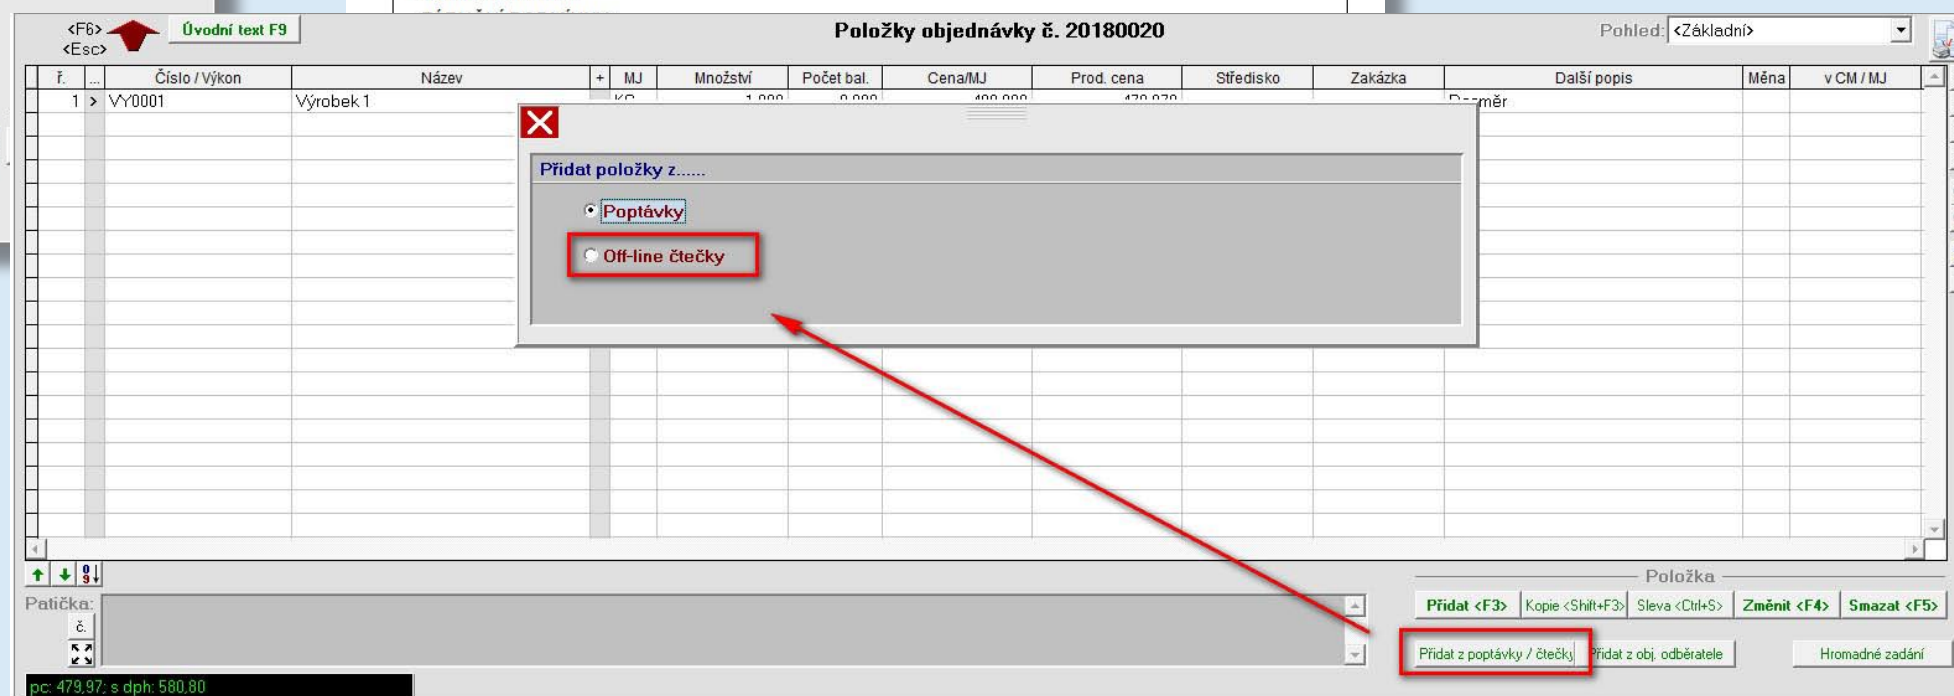 <F6>
<Esc>
Úvodní text F9
Položky objednávky č. 20180020
Pohled: <Základní>
ř. ... Číslo / Výkon Název + MJ Množství Počet bal. Cena/MJ Prod. cena Středisko Zakázka Další popis Měna v CM / MJ
1 > VY0001 Výrobek 1
Přidat položky z......
Poptávky
Off-line čtečky
Položka
Patička:
č.
Přidat <F3> Kopie <Shift+F3> Sleva <Ctrl+S> Změnit <F4> Smazat <F5>
Přidat z poptávky / čtečky Přidat z obj. odběratele Hromadné zadání
pc: 479,97; s dph: 580,80